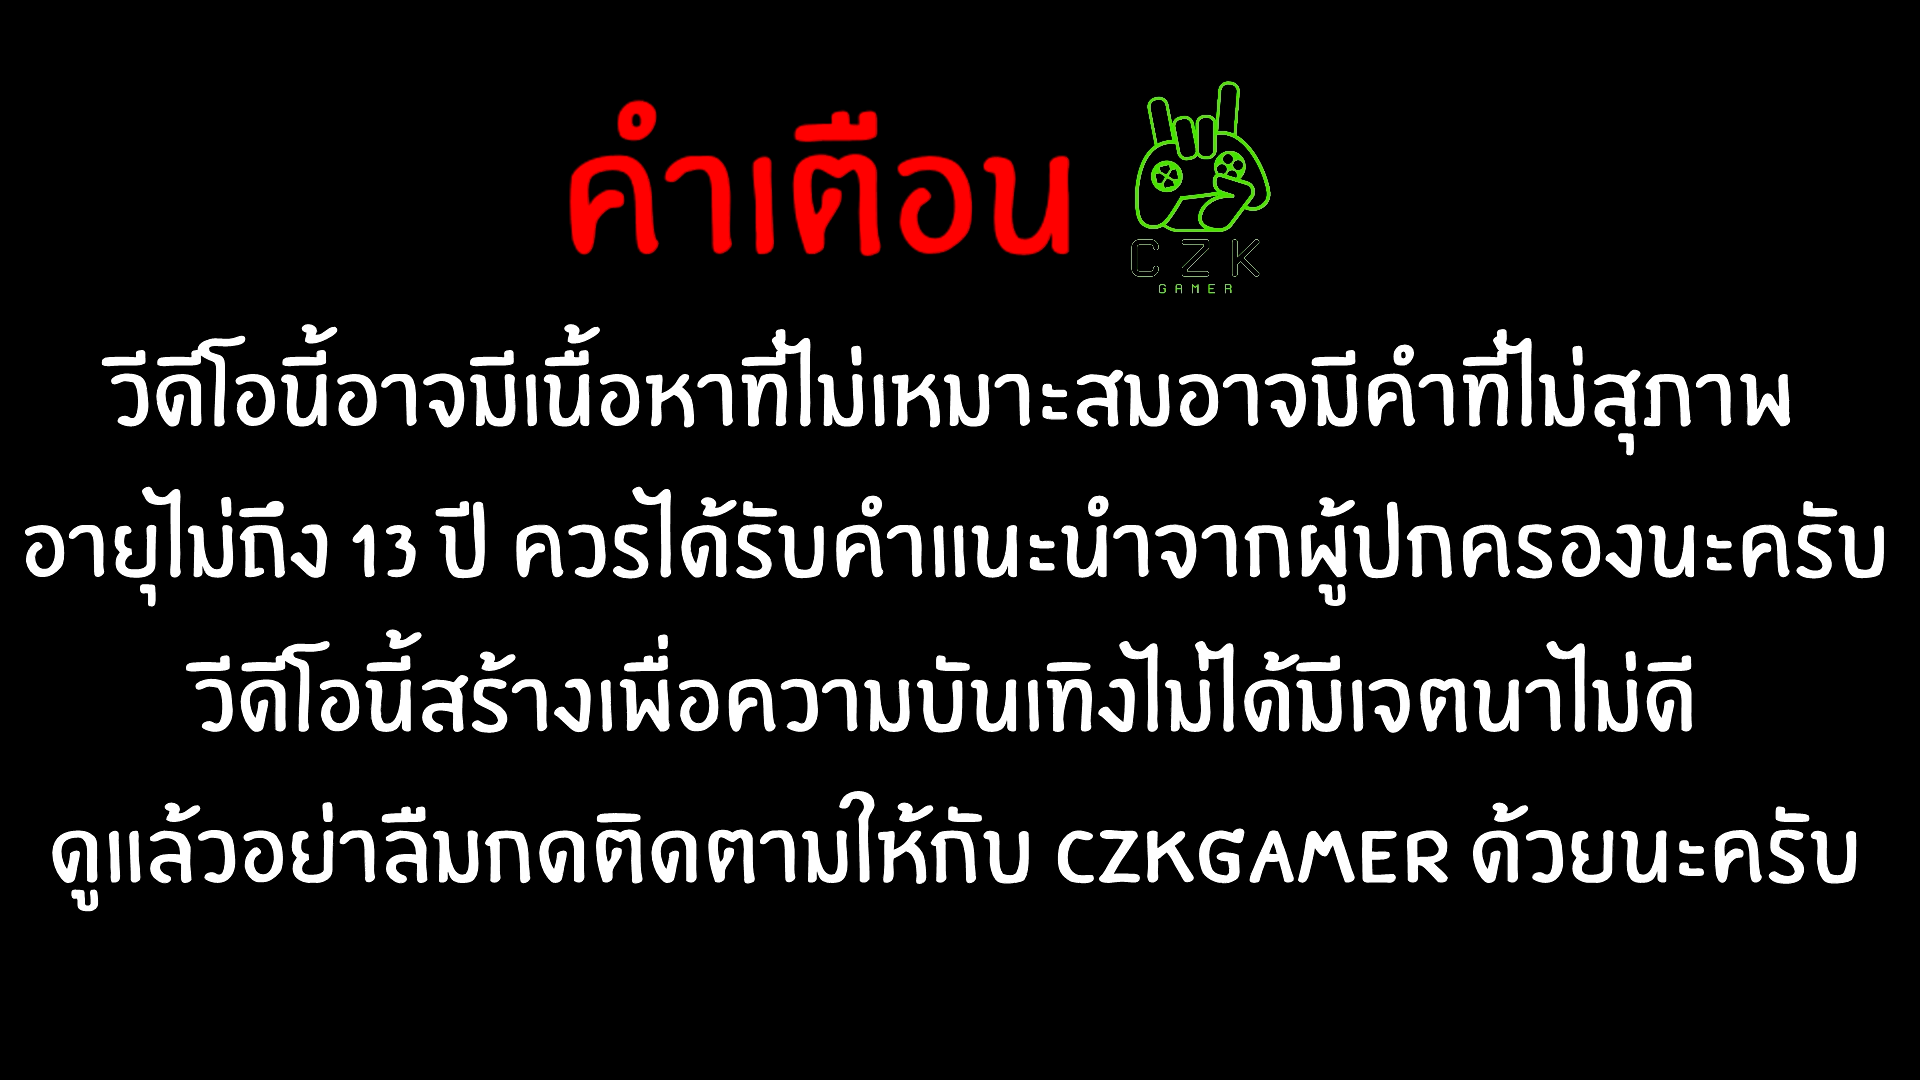 คำเตือน
CZK
GAMER
วีดีโอนี้อาจมีเนื้อหาที่ไม่เหมาะสมอาจมีคำที่ไม่สุภาพ
อายุไม่ถึง 13 ปี ควรได้รับคำแนะนำจากผู้ปกครองนะครับ
วีดีโอนี้สร้างเพื่อความบันเทิงไม่ได้มีเจตนาไม่ดี
ดูแล้วอย่าลืมกดติดตามให้กับ CZKGAMER ด้วยนะครับ